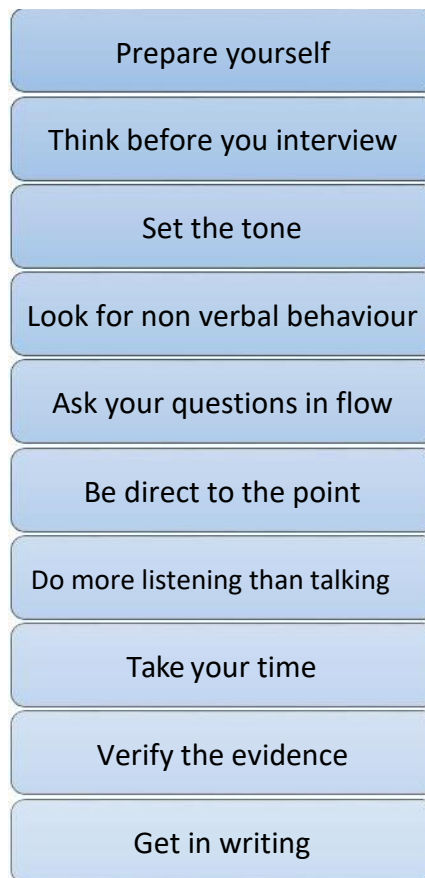 Prepare yourself
Think before you interview
Set the tone
Look for non verbal behaviour
Ask your questions in flow
Be direct to the point
Do more listening than talking
Take your time
Verify the evidence
Get in writing